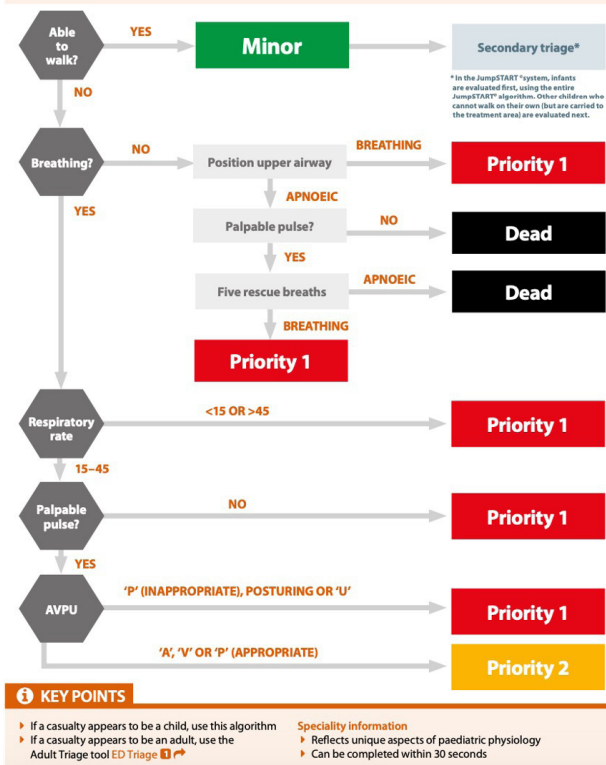 Able
to
walk?
YES
Minor
Secondary triage*
* In the JumpSTART ®system, infants
are evaluated first, using the entire
JumpSTART® algorithm. Other children who
cannot walk on their own (but are carried to
the treatment area) are evaluated next.
NO
Breathing?
NO
Position upper airway
BREATHING
Priority 1
APNOEIC
YES
Palpable pulse?
NO
Dead
YES
Five rescue breaths
APNOEIC
Dead
BREATHING
Priority 1
Respiratory
rate
<15 OR >45
Priority 1
15–45
Palpable
pulse?
NO
Priority 1
YES
AVPU
‘P’ (INAPPROPRIATE), POSTURING OR ‘U’
Priority 1
‘A’, ‘V’ OR ‘P’ (APPROPRIATE)
Priority 2
i KEY POINTS
If a casualty appears to be a child, use this algorithm
If a casualty appears to be an adult, use the
Adult Triage tool ED Triage 1
Speciality information
Reflects unique aspects of paediatric physiology
Can be completed within 30 seconds